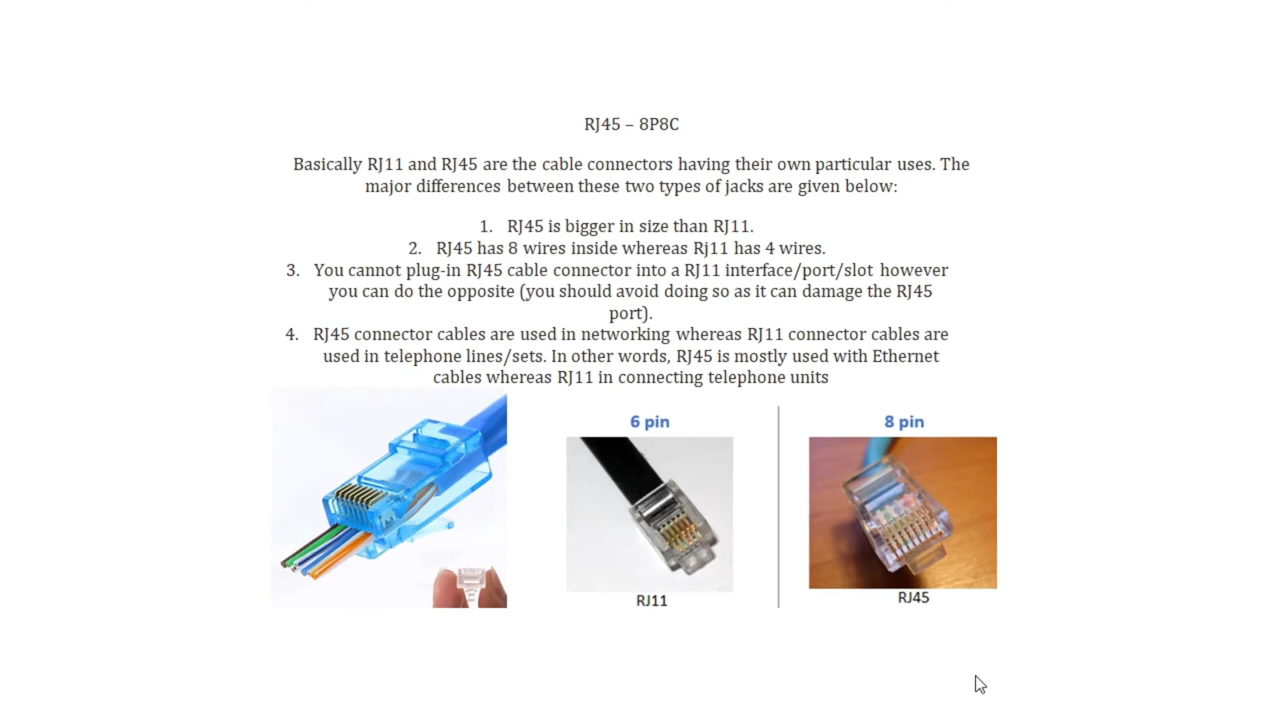 RJ45 – 8P8C
Basically RJ11 and RJ45 are the cable connectors having their own particular uses. The
major differences between these two types of jacks are given below:
1. RJ45 is bigger in size than RJ11.
2. RJ45 has 8 wires inside whereas Rj11 has 4 wires.
3. You cannot plug-in RJ45 cable connector into a RJ11 interface/port/slot however
you can do the opposite (you should avoid doing so as it can damage the RJ45
port).
4. RJ45 connector cables are used in networking whereas RJ11 connector cables are
used in telephone lines/sets. In other words, RJ45 is mostly used with Ethernet
cables whereas RJ11 in connecting telephone units
6 pin
8 pin
RJ11
RJ45